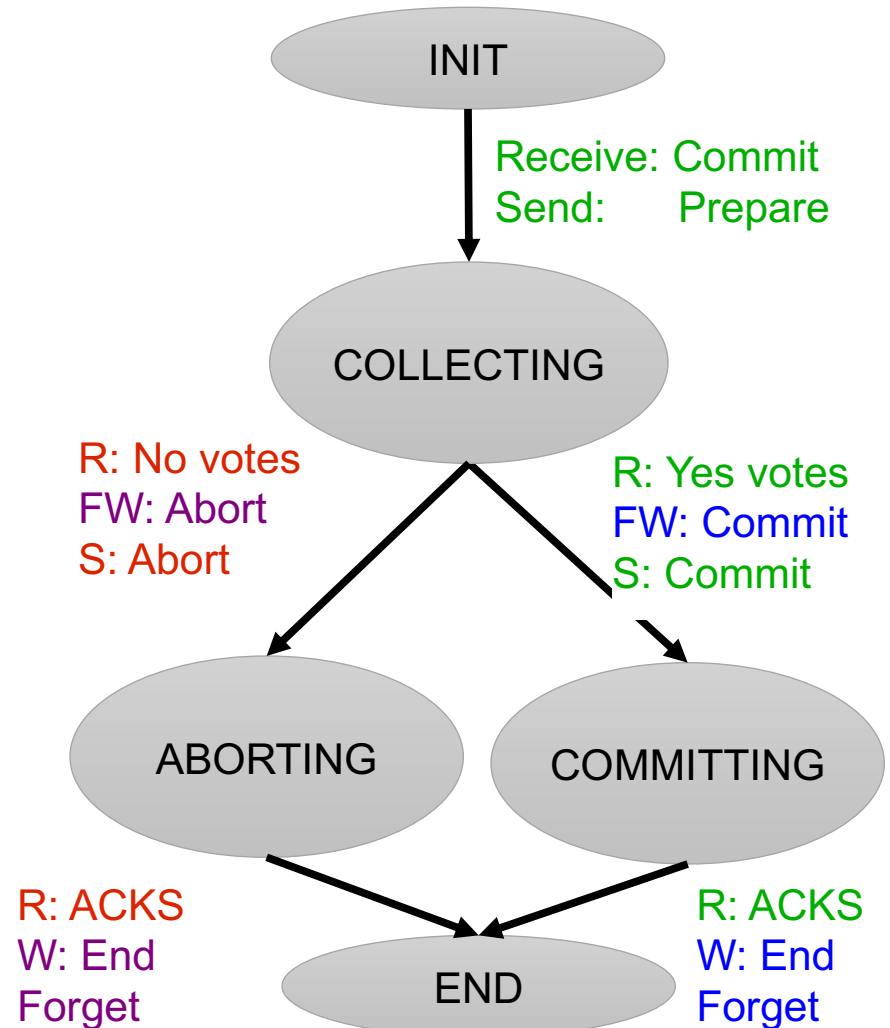 INIT
Receive: Commit
Send: Prepare
COLLECTING
R: No votes
FW: Abort
S: Abort
R: Yes votes
FW: Commit
S: Commit
ABORTING
COMMITTING
R: ACKS
W: End
Forget
R: ACKS
W: End
Forget
END